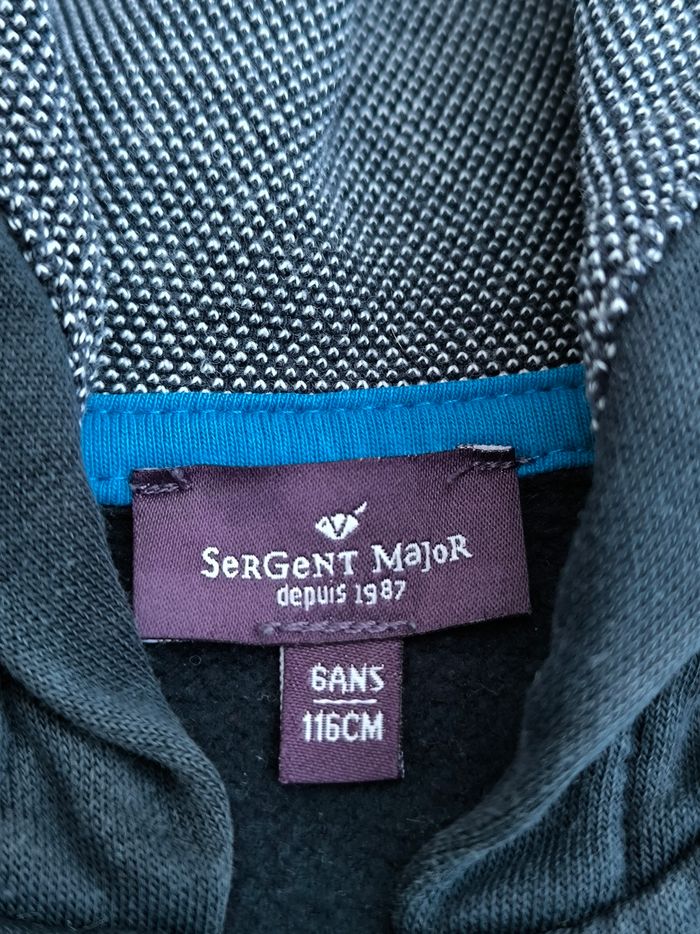 SerGenT MajoR
depuis 1987
6ANS
116CM